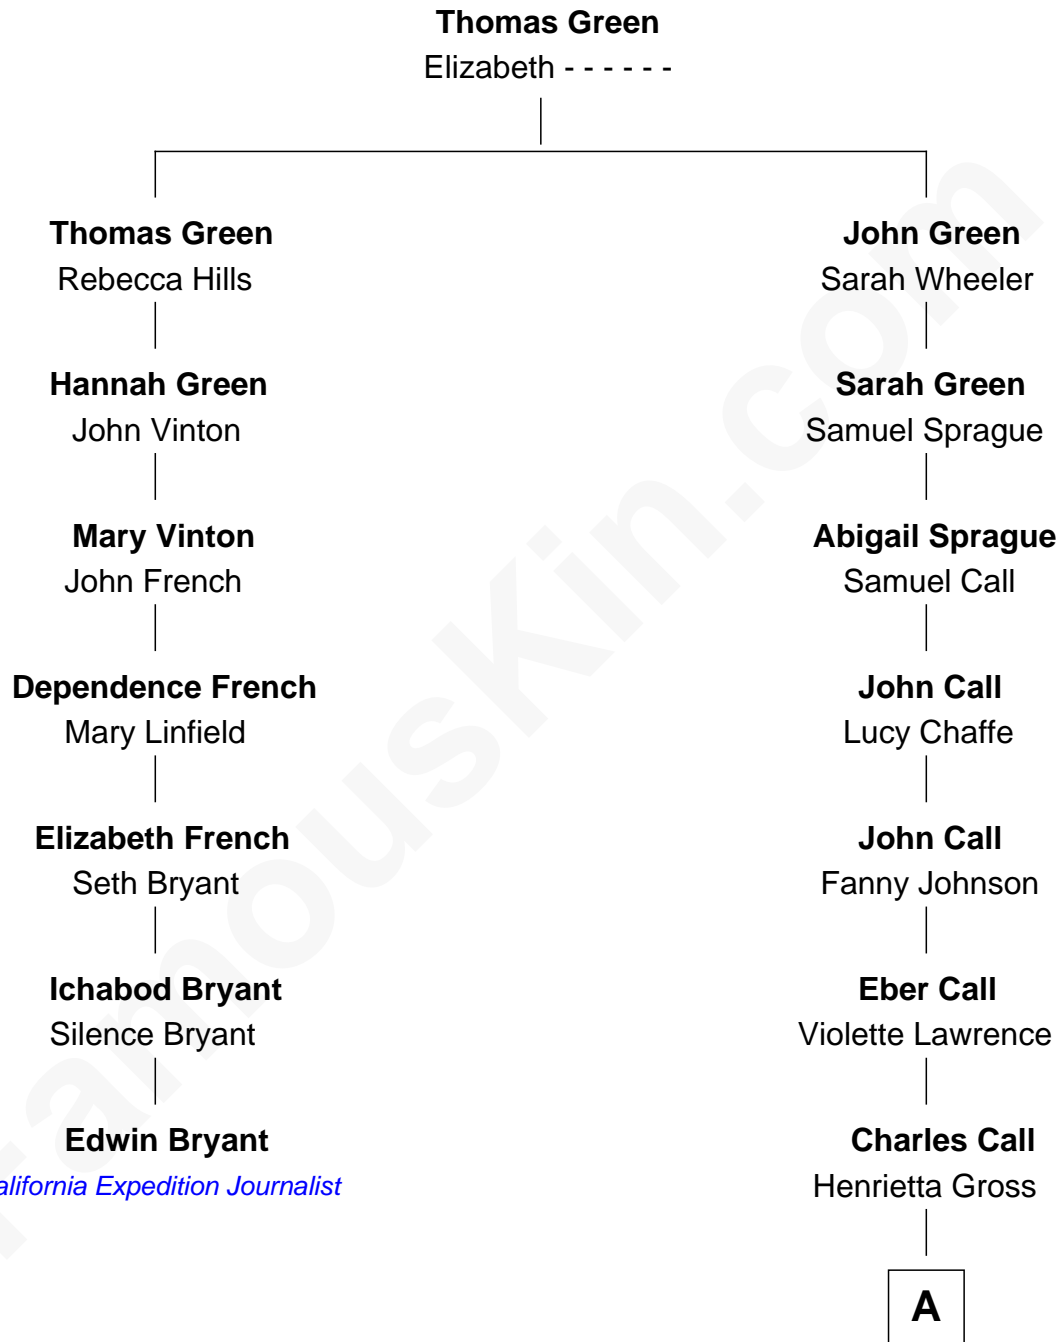 Thomas Green
Elizabeth - - - - - -
Thomas Green
Rebecca Hills
John Green
Sarah Wheeler
Hannah Green
John Vinton
Sarah Green
Samuel Sprague
Mary Vinton
John French
Abigail Sprague
Samuel Call
Dependence French
Mary Linfield
John Call
Lucy Chaffe
Elizabeth French
Seth Bryant
John Call
Fanny Johnson
Ichabod Bryant
Silence Bryant
Eber Call
Violette Lawrence
Edwin Bryant
alifornia Expedition Journalist
Charles Call
Henrietta Gross
A
FamousKin.com